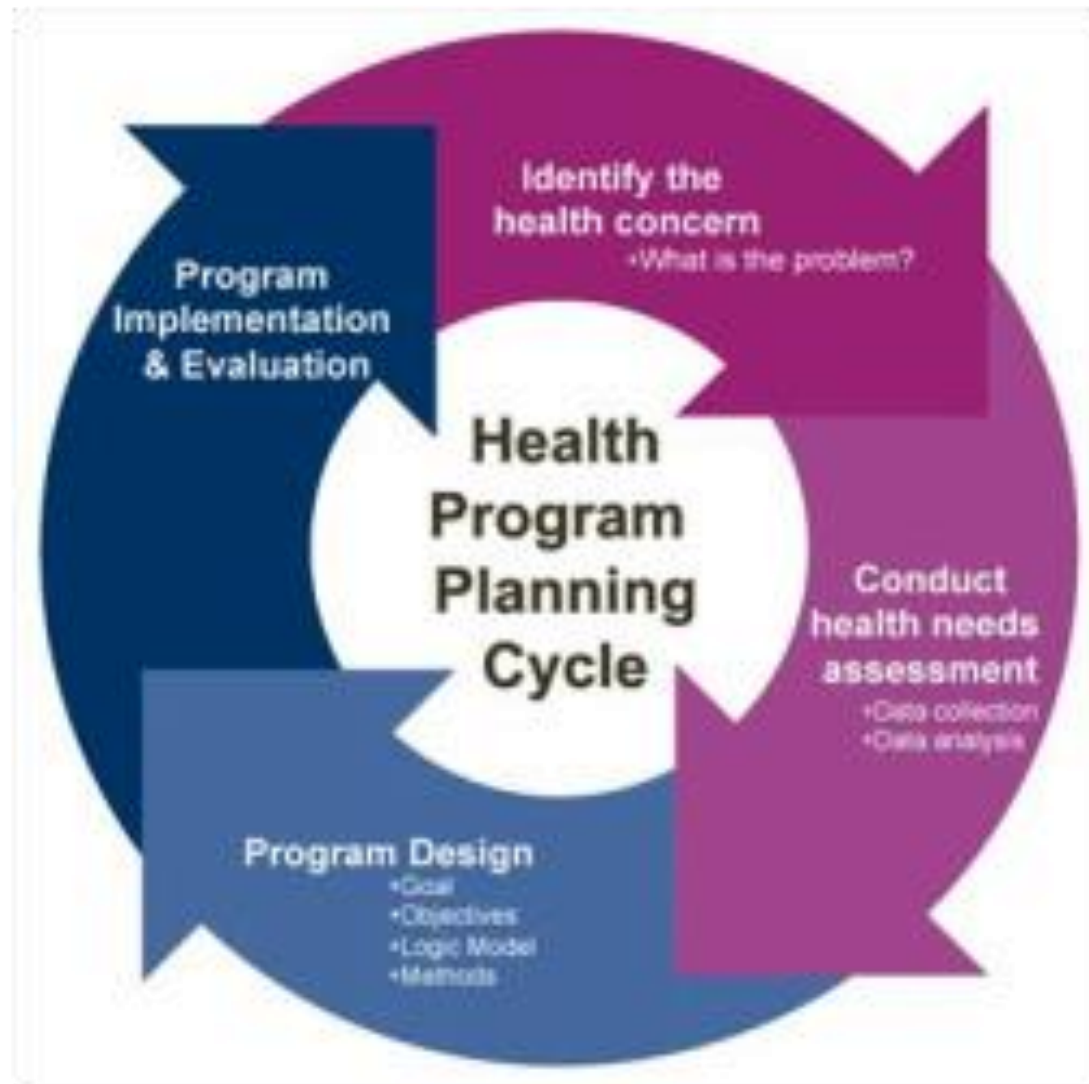 Identify the
health concern
•What is the problem?
Conduct
health needs
assessment
•Data collection
•Data analysis
Program Design
•Goal
•Objectives
•Logic Model
•Methods
Program
Implementation
& Evaluation
Health
Program
Planning
Cycle